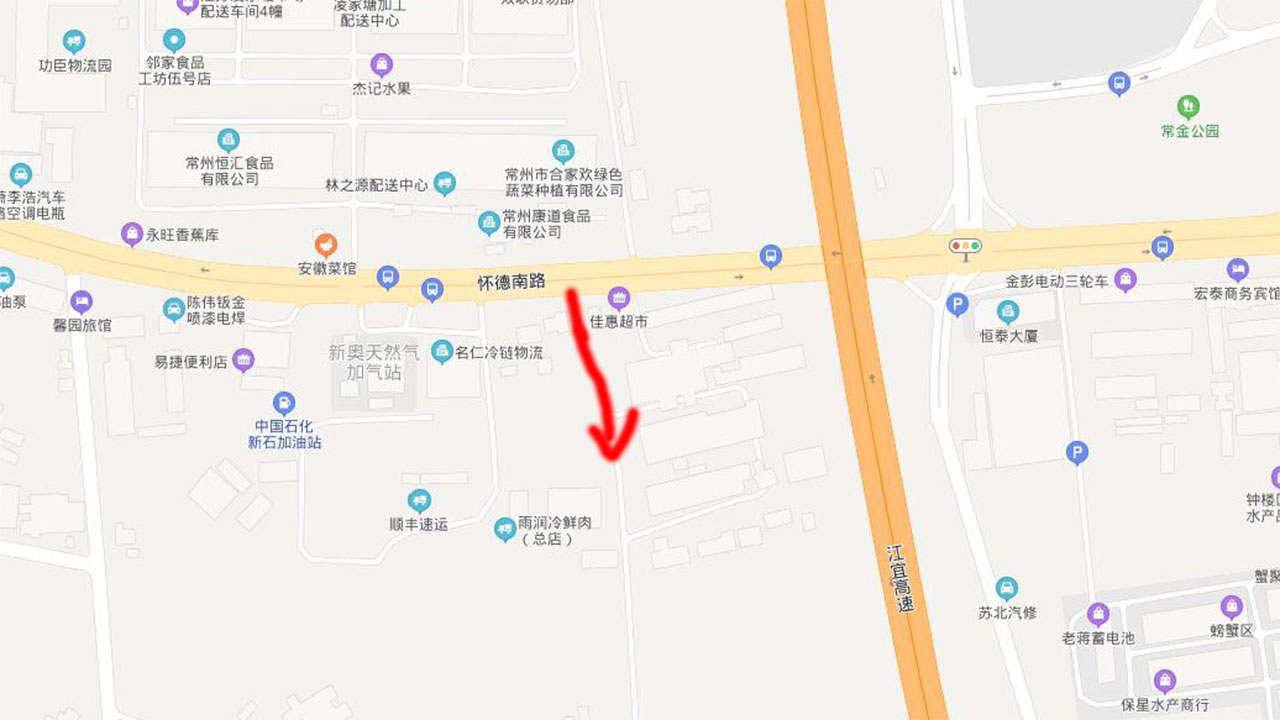 配送车间4幢
凌家塘加工
配送中心
功臣物流园
邻家食品
工坊伍号店
杰记水果
常金公园
常州恒汇食品
有限公司
林之源配送中心
常州市合家欢绿色
蔬菜种植有限公司
李浩汽车
空调电瓶
常州康道食品
有限公司
永旺香蕉库
安徽菜馆
怀德南路
油泵
馨园旅馆
陈伟钣金
喷漆电焊
佳惠超市
金彭电动三轮车
宏泰商务宾馆
恒泰大厦
易捷便利店
新奥天然气
加气站
名仁冷链物流
中国石化
新石加油站
顺丰速运
雨润冷鲜肉
（总店）
钟楼区
水产品
江宜高速
苏北汽修
蟹聚
老蒋蓄电池
螃蟹区
保星水产商行
P
P